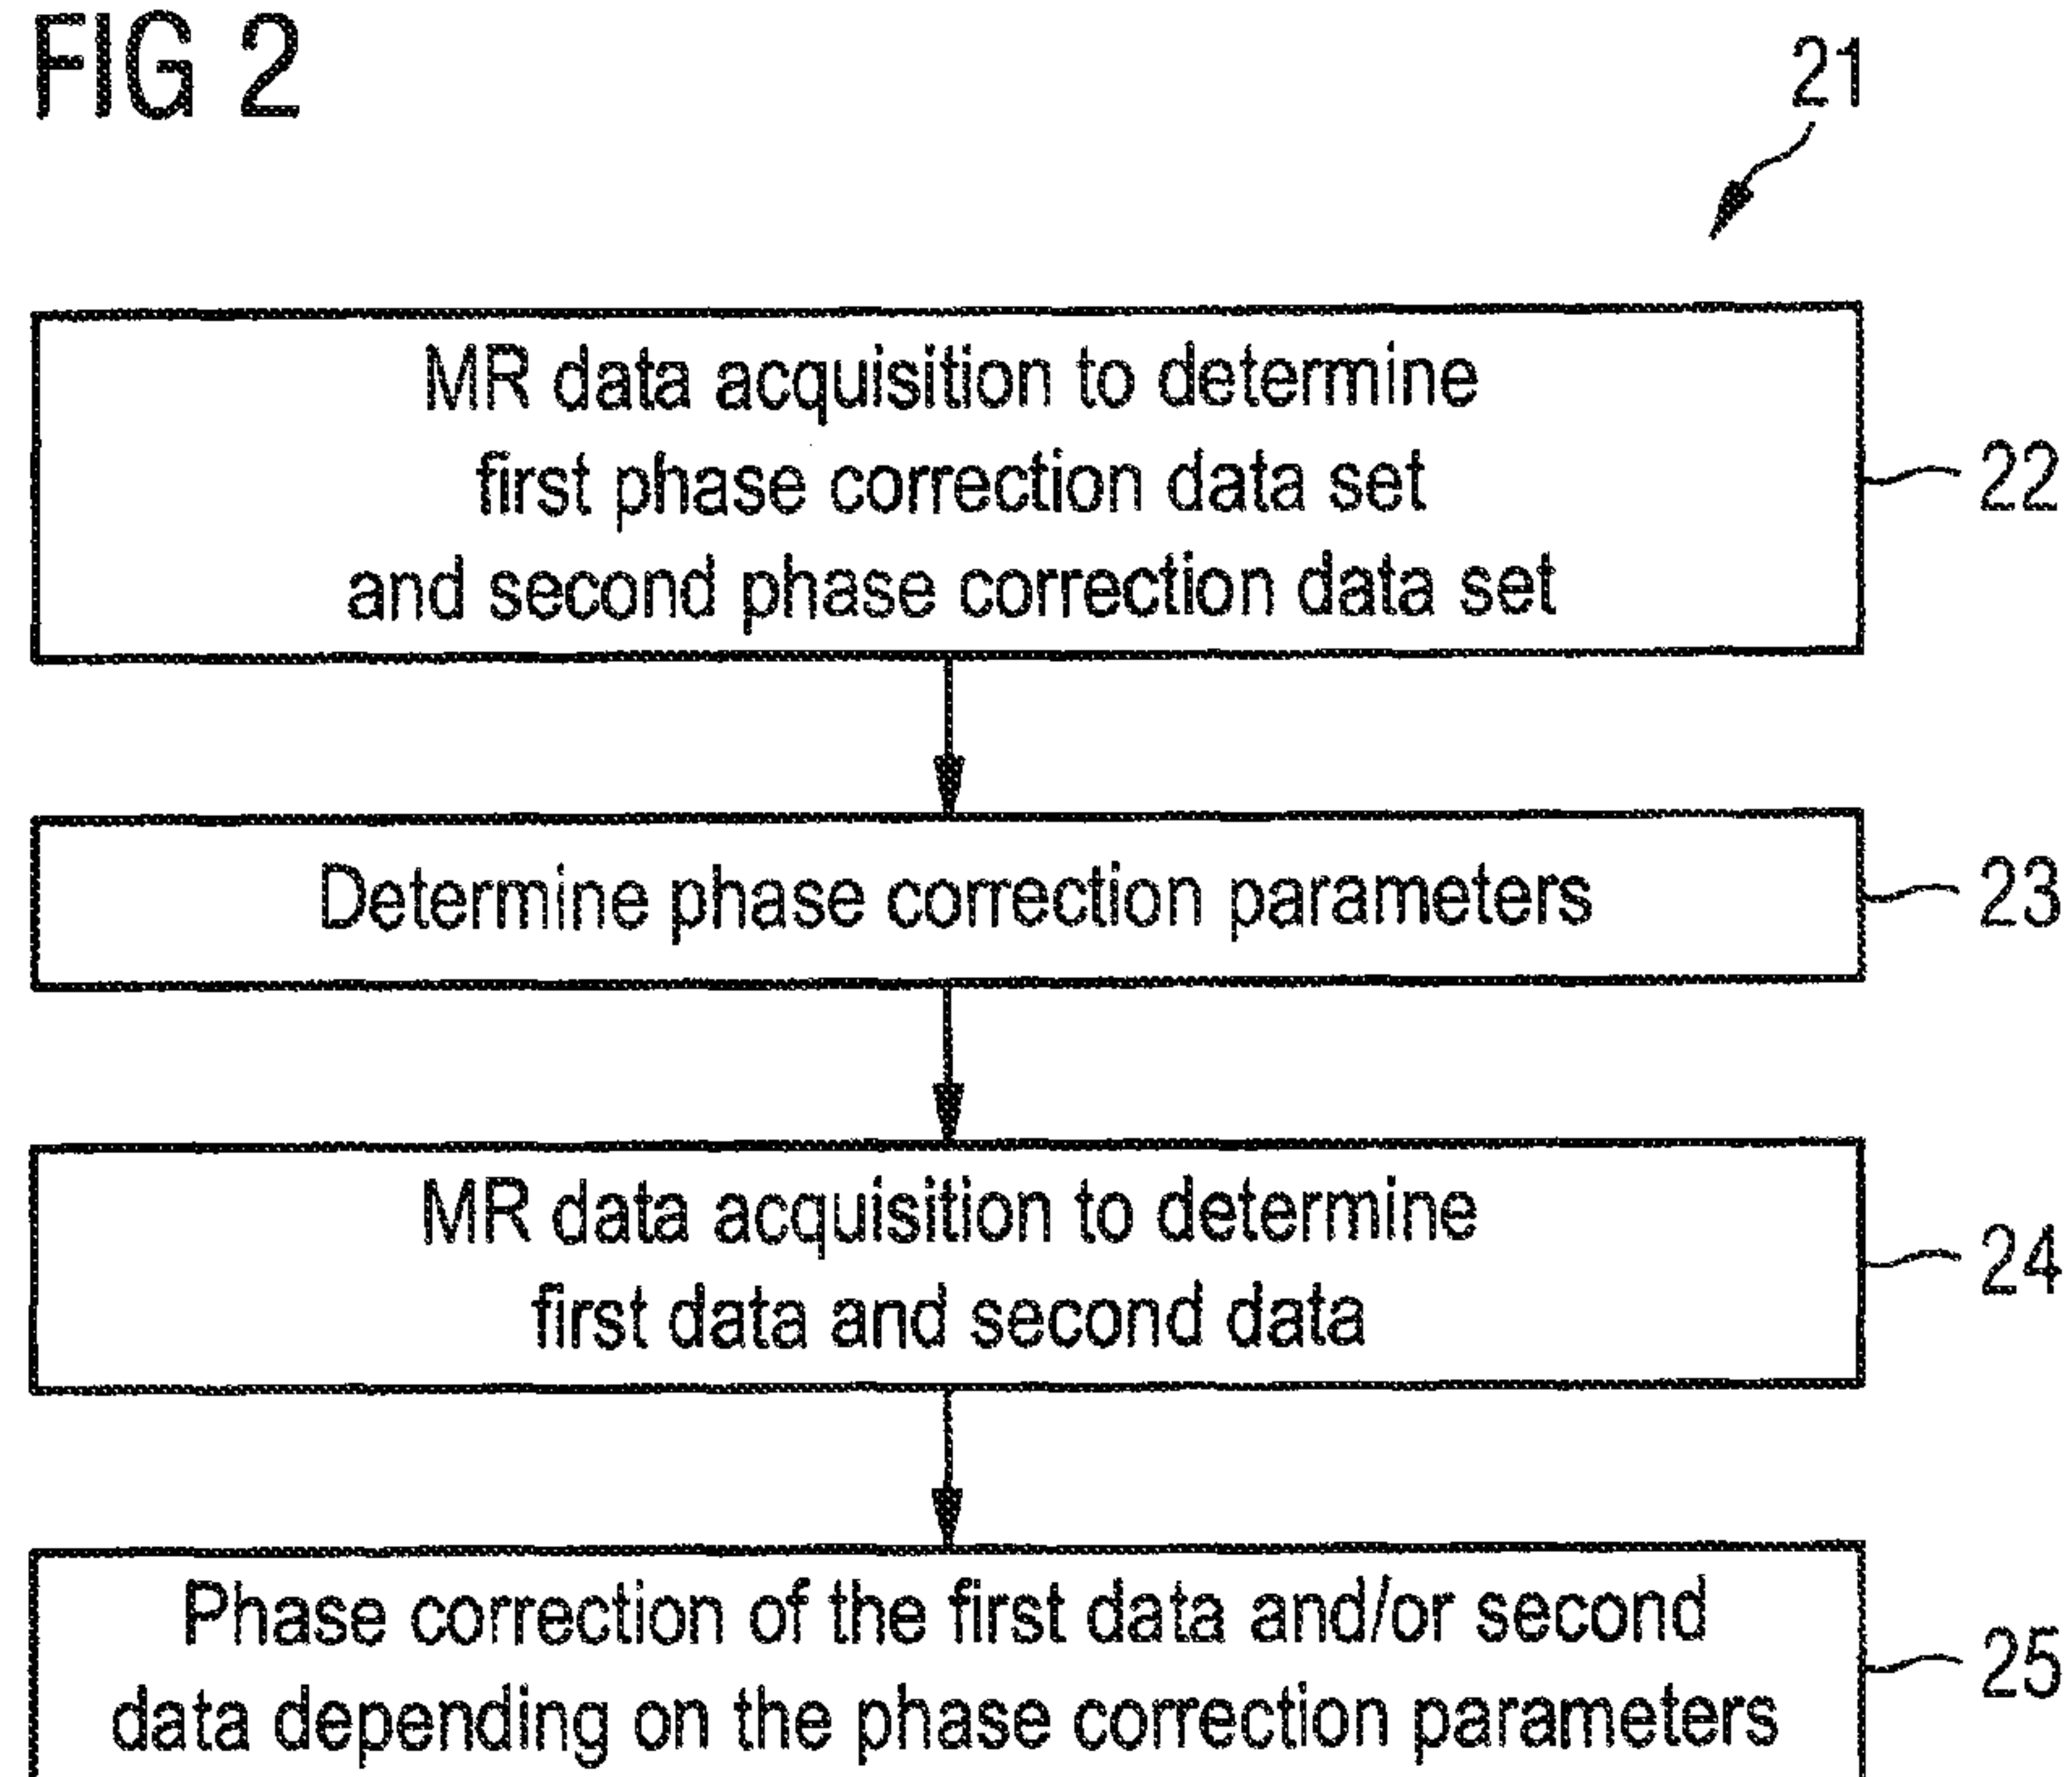 FIG 2
21
MR data acquisition to determine
first phase correction data set
and second phase correction data set
22
Determine phase correction parameters
23
MR data acquisition to determine
first data and second data
24
Phase correction of the first data and/or second
data depending on the phase correction parameters
25